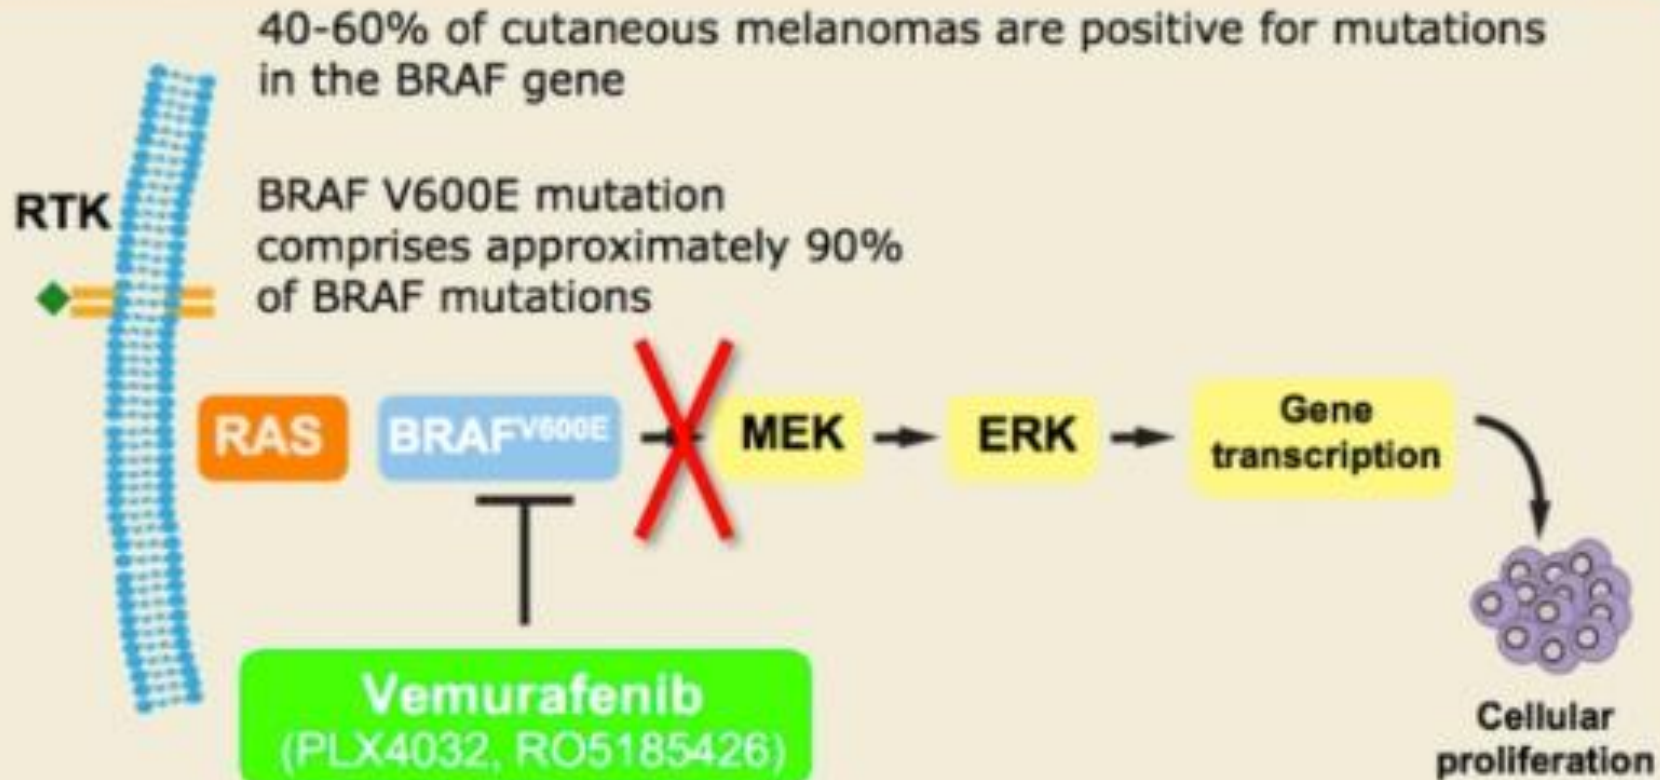 40-60% of cutaneous melanomas are positive for mutations
in the BRAF gene
RTK
BRAF V600E mutation
comprises approximately 90%
of BRAF mutations
RAS
BRAFV600E
MEK
ERK
Gene
transcription
Vemurafenib
(PLX4032, RO5185426)
Cellular
proliferation